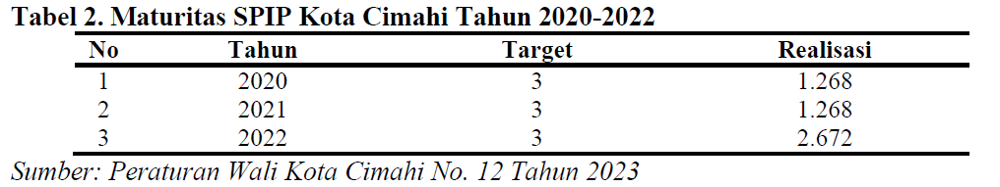 Tabel 2. Maturitas SPIP Kota Cimahi Tahun 2020-2022
No Tahun Target Realisasi
1 2020 3 1.268
2 2021 3 1.268
3 2022 3 2.672
Sumber: Peraturan Wali Kota Cimahi No. 12 Tahun 2023